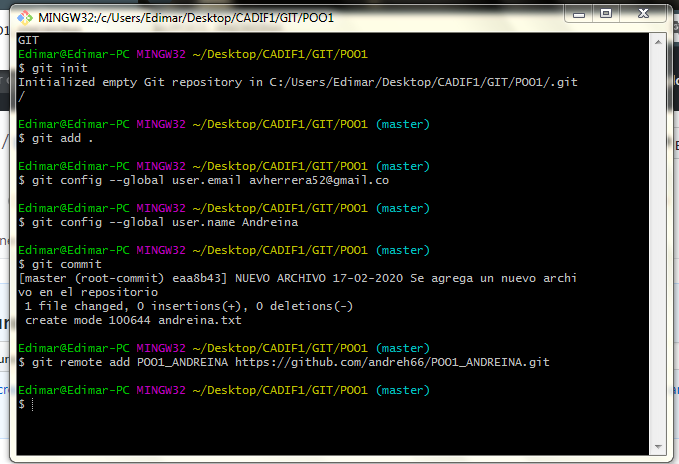 MINGW32:/c/Users/Edimar/Desktop/CADIF1/GIT/POO1
GIT
Edimar@Edimar-PC MINGW32 ~/Desktop/CADIF1/GIT/POO1
$ git init
Initialized empty Git repository in C:/Users/Edimar/Desktop/CADIF1/GIT/POO1/.git
/
Edimar@Edimar-PC MINGW32 ~/Desktop/CADIF1/GIT/POO1 (master)
$ git add .
Edimar@Edimar-PC MINGW32 ~/Desktop/CADIF1/GIT/POO1 (master)
$ git config --global user.email avherrera52@gmail.co
Edimar@Edimar-PC MINGW32 ~/Desktop/CADIF1/GIT/POO1 (master)
$ git config --global user.name Andreina
Edimar@Edimar-PC MINGW32 ~/Desktop/CADIF1/GIT/POO1 (master)
$ git commit
[master (root-commit) eaa8b43] NUEVO ARCHIVO 17-02-2020 Se agrega un nuevo archi
vo en el repositorio
 1 file changed, 0 insertions(+), 0 deletions(-)
 create mode 100644 andreina.txt
Edimar@Edimar-PC MINGW32 ~/Desktop/CADIF1/GIT/POO1 (master)
$ git remote add POO1_ANDREINA https://github.com/andreh66/POO1_ANDREINA.git
Edimar@Edimar-PC MINGW32 ~/Desktop/CADIF1/GIT/POO1 (master)
$